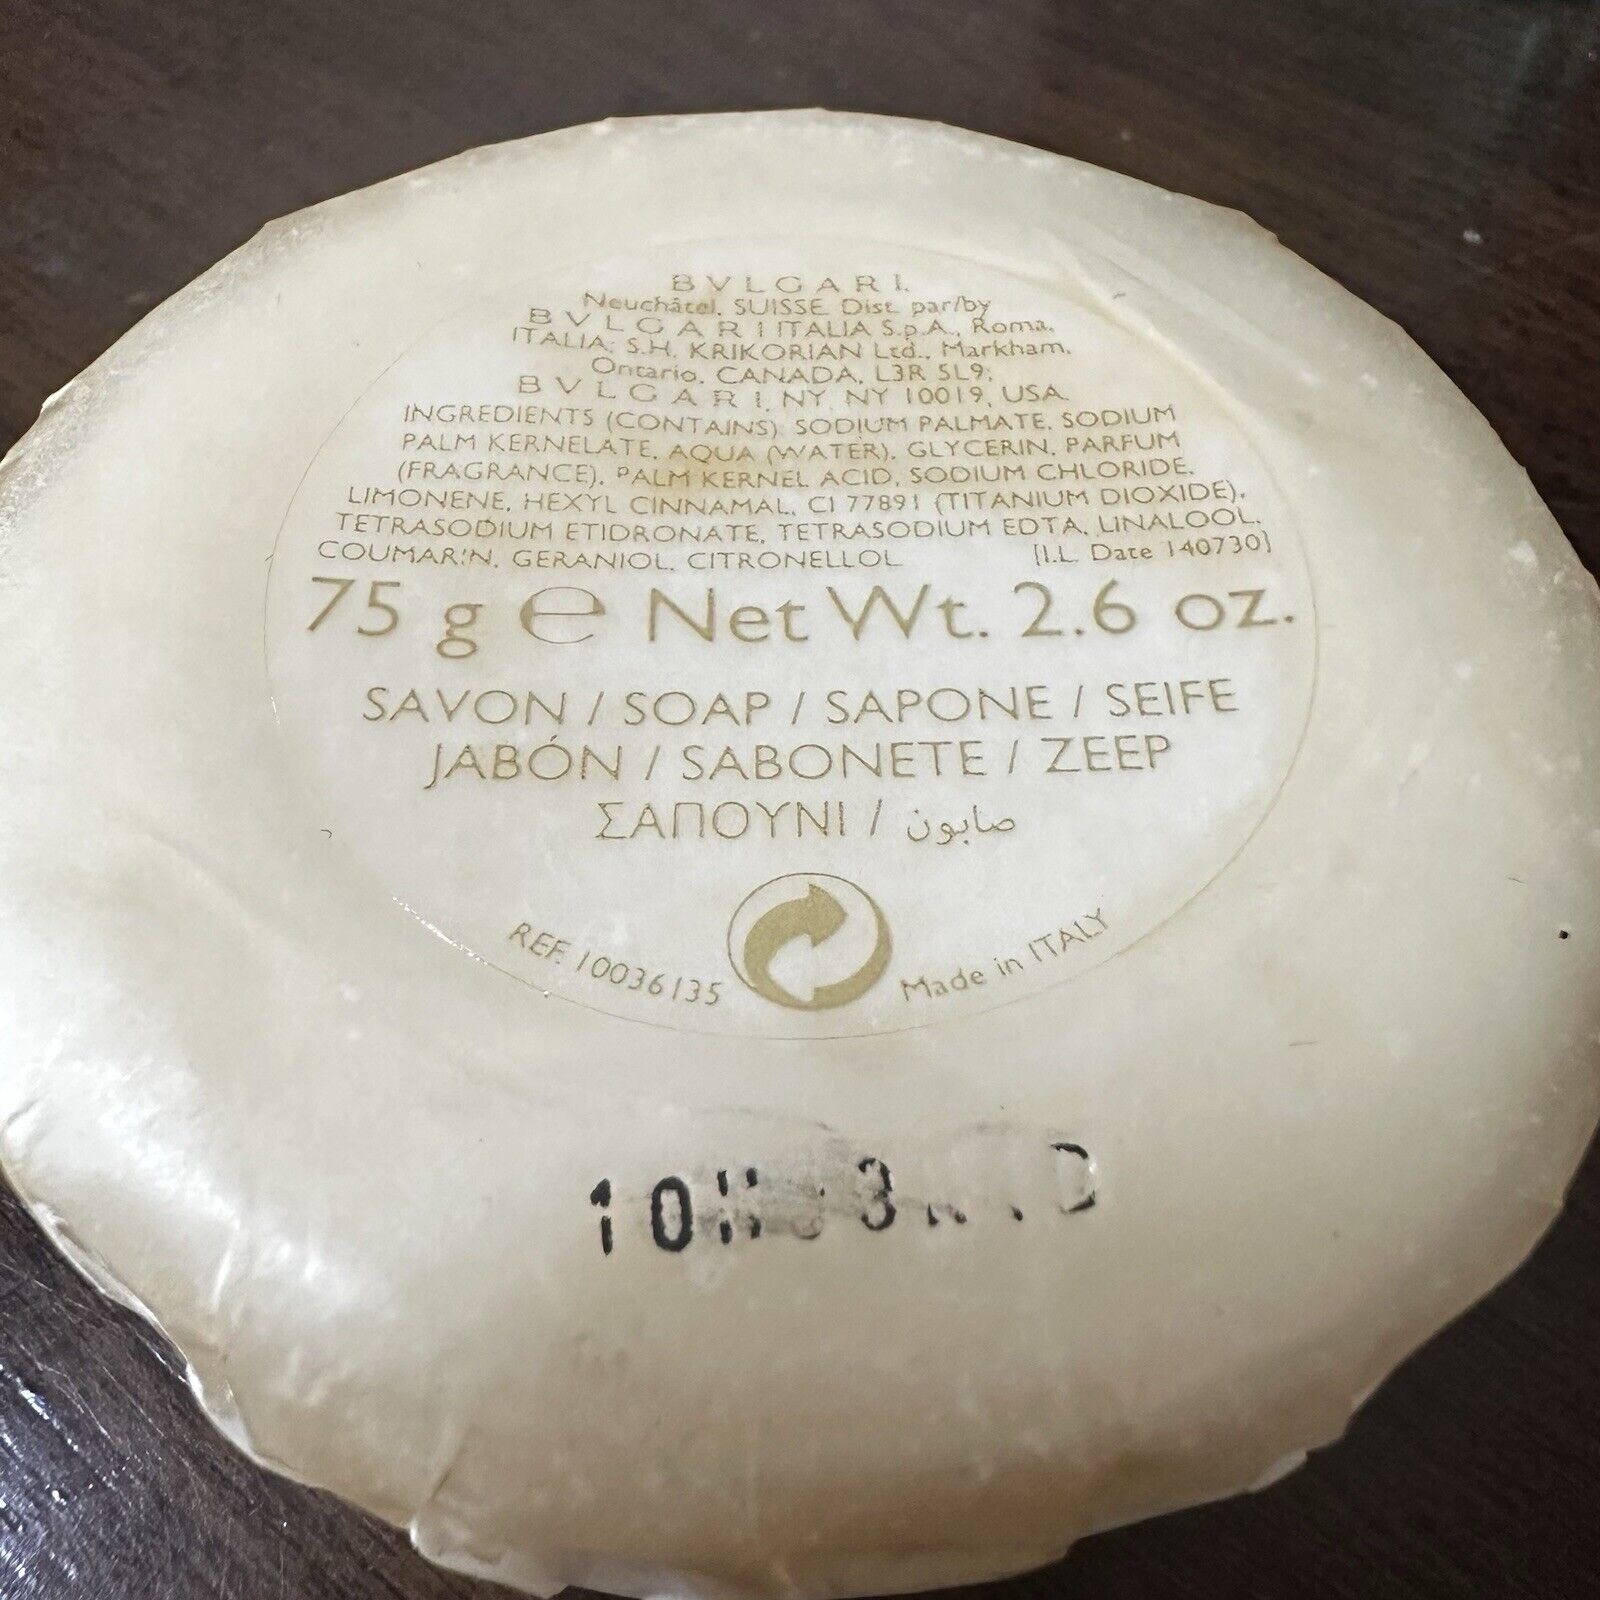 BVLGARI,
Neuchâtel, SUISSE. Dist. par/by
BVLGARI ITALIA S.p.A., Roma,
ITALIA; S.H. KRIKORIAN Ltd., Markham,
Ontario, CANADA, L3R 5L9;
BVLGARI, NY, NY 10019, USA
INGREDIENTS (CONTAINS): SODIUM PALMATE, SODIUM
PALM KERNELATE, AQUA (WATER), GLYCERIN, PARFUM
(FRAGRANCE), PALM KERNEL ACID, SODIUM CHLORIDE,
LIMONENE, HEXYL CINNAMAL, CI 77891 (TITANIUM DIOXIDE),
TETRASODIUM ETIDRONATE, TETRASODIUM EDTA, LINALOOL,
COUMARIN, GERANIOL, CITRONELLOL [I.L. Date 140730]
75 g ℮ Net Wt. 2.6 oz.
SAVON / SOAP / SAPONE / SEIFE
JABÓN / SABONETE / ZEEP
ΣΑΠΟΥΝΙ / صابون
REF. 10036135
Made in ITALY